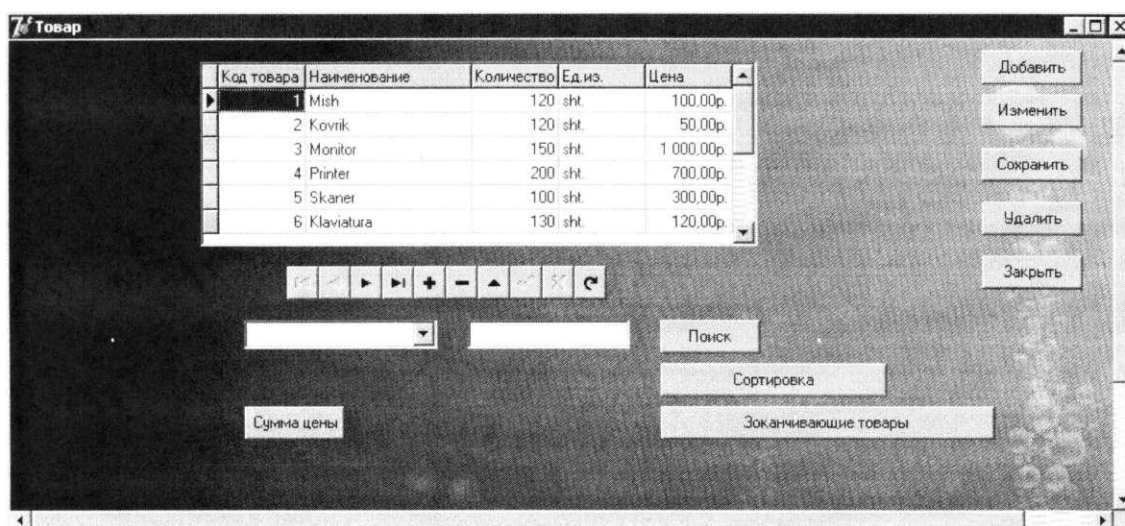 Товар
Код товара Наименование Количество Ед.из. Цена
1 Mish 120 sht. 100,00р.
2 Kovrik 120 sht. 50,00р.
3 Monitor 150 sht. 1 000,00р.
4 Printer 200 sht. 700,00р.
5 Skaner 100 sht. 300,00р.
6 Klaviatura 130 sht. 120,00р.
Добавить
Изменить
Сохранить
Удалить
Закрыть
Поиск
Сортировка
Сумма цены
Зоканчивающие товары